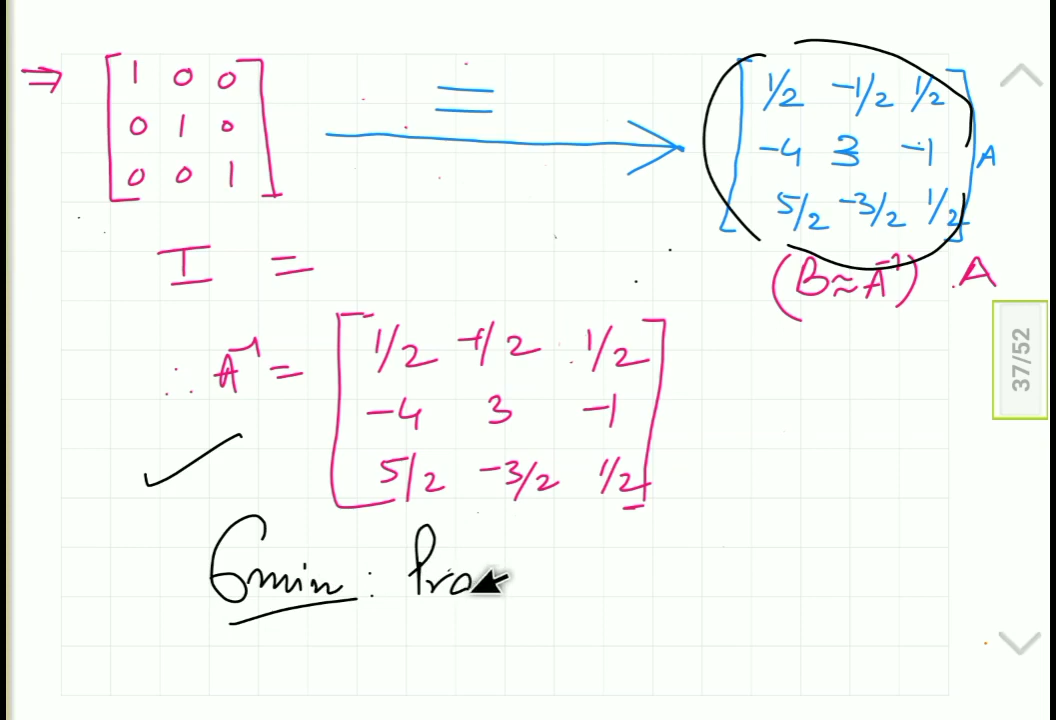 ⇒ [1 0 0
0 1 0
0 0 1] = → [1/2 -1/2 1/2
-4 3 -1
5/2 -3/2 1/2] A
I = (B≈A⁻¹) .A
∴ A⁻¹ = [1/2 -1/2 1/2
-4 3 -1
5/2 -3/2 1/2]
6min : Pro
37/52